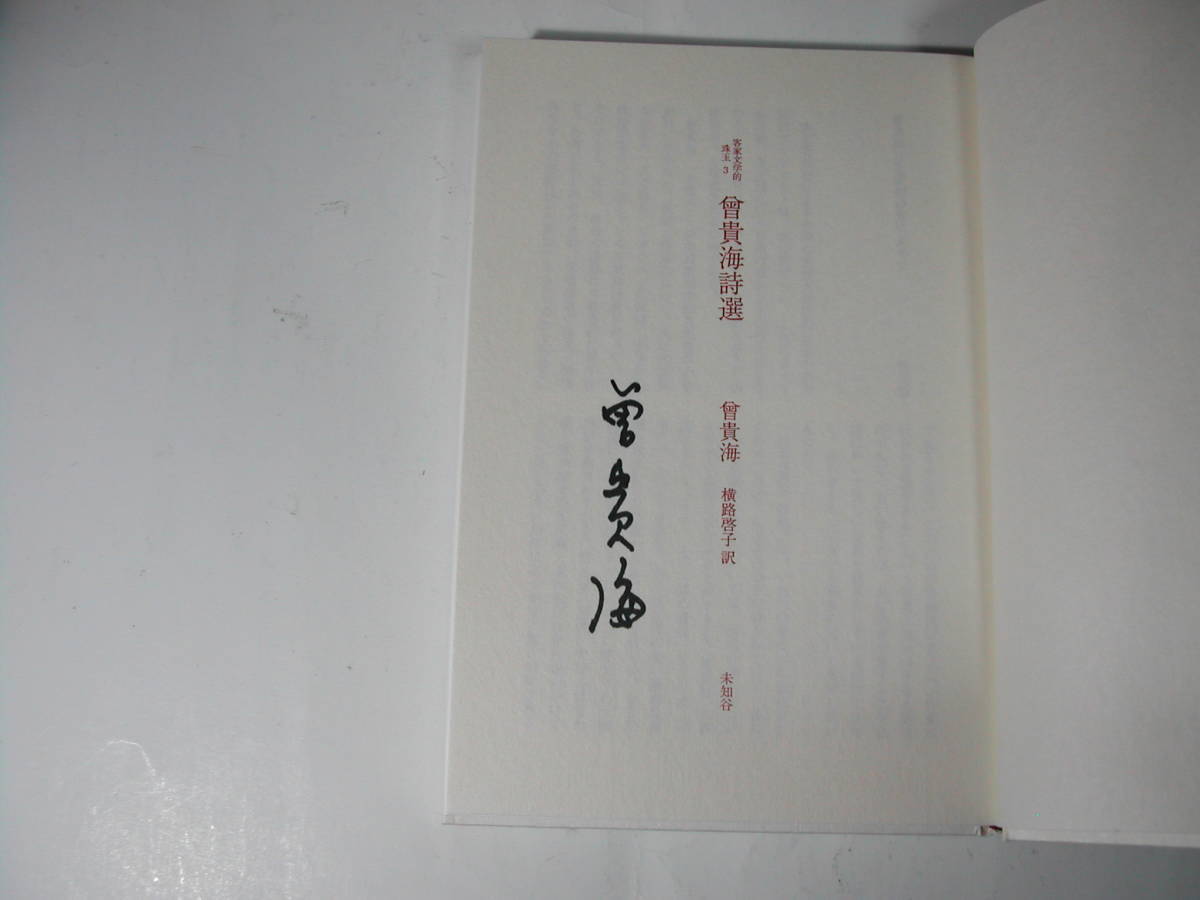 客家文学的
珠玉 3
曾貴海詩選
曾貴海
横路啓子 訳
未知谷
曾貴海